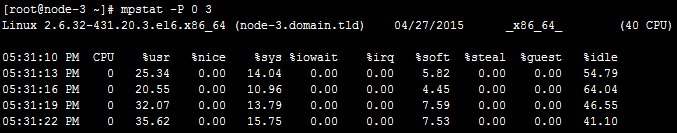 [root@node-3 ~]# mpstat -P 0 3
Linux 2.6.32-431.20.3.el6.x86_64 (node-3.domain.tld) 04/27/2015 _x86_64_ (40 CPU)
05:31:10 PM CPU %usr %nice %sys %iowait %irq %soft %steal %guest %idle
05:31:13 PM 0 25.34 0.00 14.04 0.00 0.00 5.82 0.00 0.00 54.79
05:31:16 PM 0 20.55 0.00 10.96 0.00 0.00 4.45 0.00 0.00 64.04
05:31:19 PM 0 32.07 0.00 13.79 0.00 0.00 7.59 0.00 0.00 46.55
05:31:22 PM 0 35.62 0.00 15.75 0.00 0.00 7.53 0.00 0.00 41.10